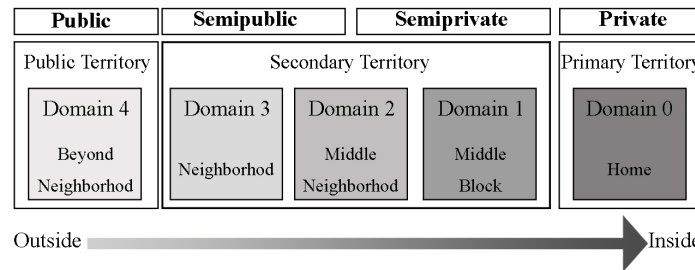 Public Semipublic Semiprivate Private
Public Territory Secondary Territory Primary Territory
Domain 4 Domain 3 Domain 2 Domain 1 Domain 0
Beyond Middle Middle
Neighborhod Home
Neighborhod Neighborhod Block
Outside Inside